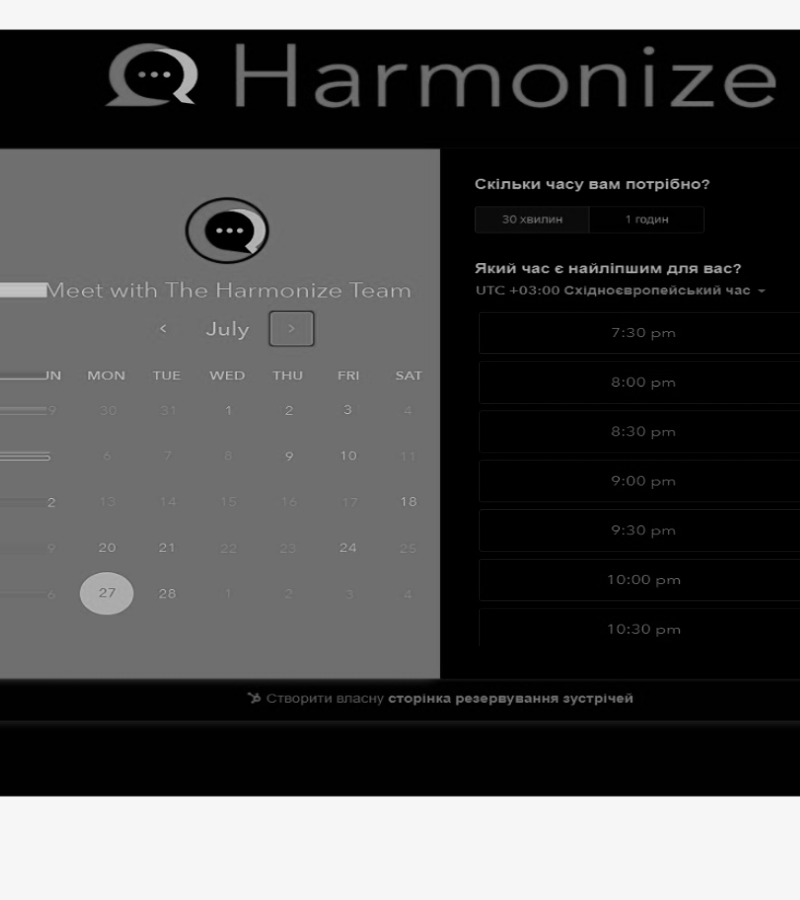 Harmonize
Meet with The Harmonize Team
July
UN MON TUE WED THU FRI SAT
9 30 31 1 2 3 4
5 6 7 8 9 10 11
2 13 14 15 16 17 18
9 20 21 22 23 24 25
6 27 28 1 2 3 4
Скільки часу вам потрібно?
30 хвилин 1 годин
Який час є найліпшим для вас?
UTC +03:00 Східноєвропейський час
7:30 pm
8:00 pm
8:30 pm
9:00 pm
9:30 pm
10:00 pm
10:30 pm
Створити власну сторінка резервування зустрічей